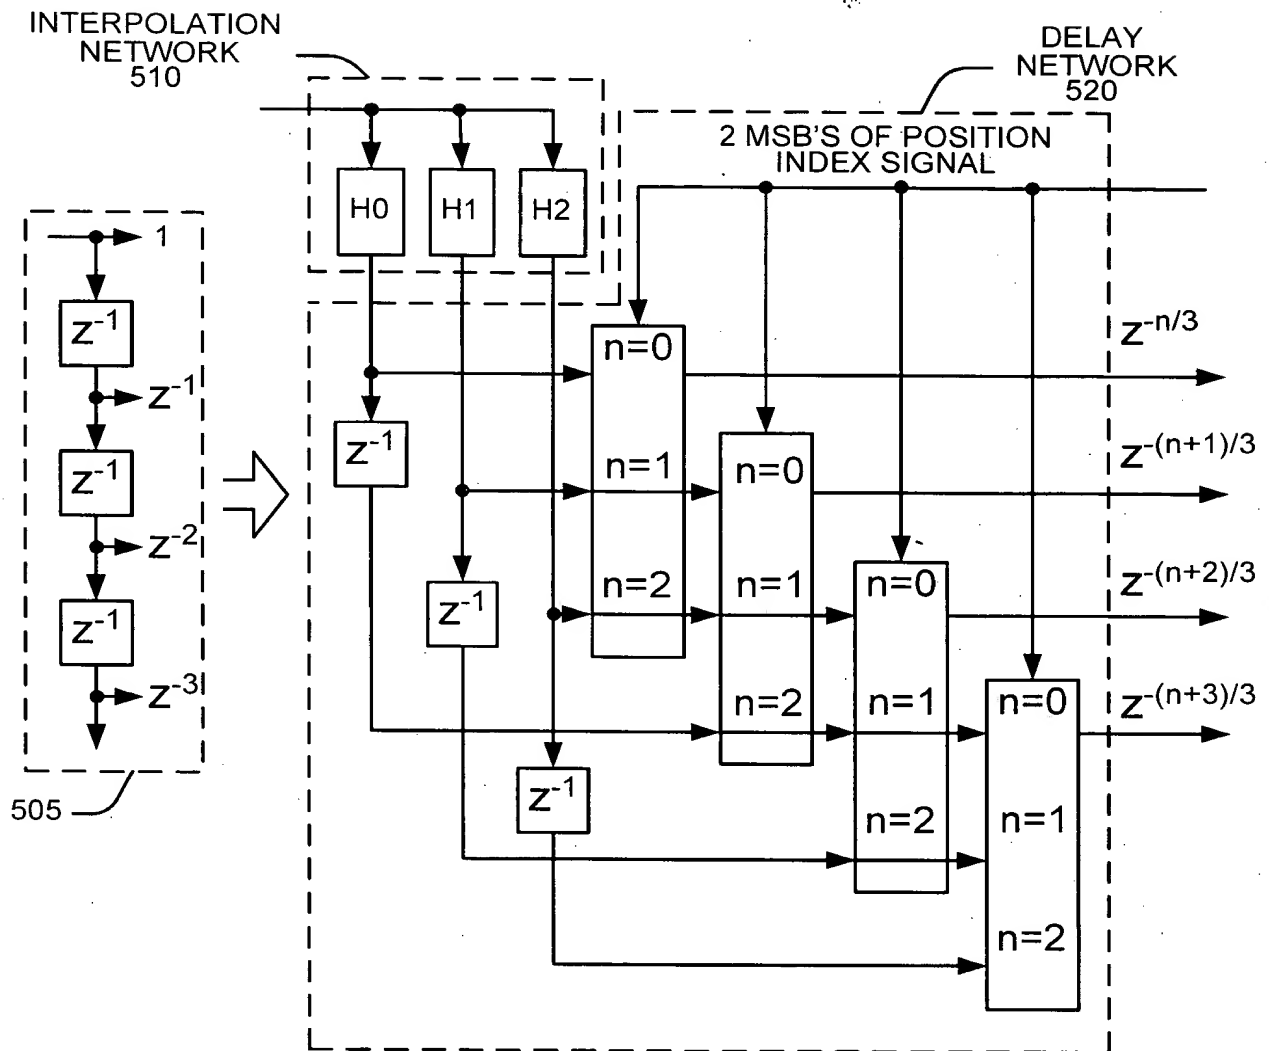 INTERPOLATION
NETWORK
510
DELAY
NETWORK
520
2 MSB'S OF POSITION
INDEX SIGNAL
H0 H1 H2
1
z⁻¹
z⁻¹
z⁻¹
z⁻²
z⁻¹
z⁻³
505
z⁻¹
z⁻¹
z⁻¹
n=0
n=1
n=2
n=0
n=1
n=2
n=0
n=1
n=2
n=0
n=1
n=2
z^-n/3
z^-(n+1)/3
z^-(n+2)/3
z^-(n+3)/3